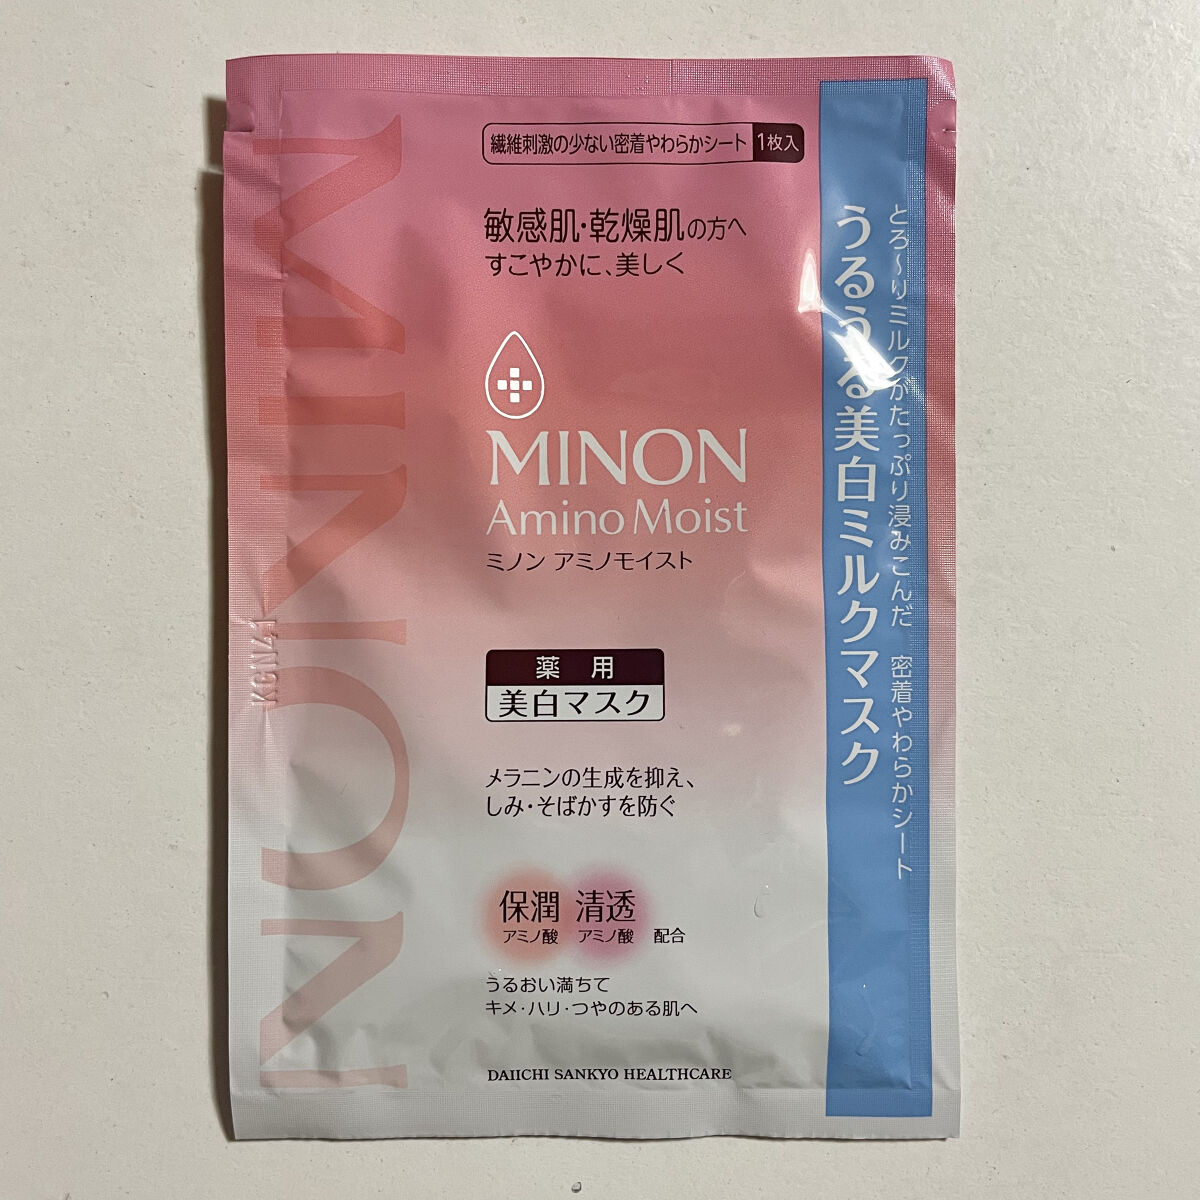 繊維刺激の少ない密着やわらかシート 1枚入
敏感肌・乾燥肌の方へ
すこやかに、美しく
MINON
Amino Moist
ミノン アミノモイスト
薬用
美白マスク
メラニンの生成を抑え、
しみ・そばかすを防ぐ
保潤 清透
アミノ酸 アミノ酸 配合
うるおい満ちて
キメ・ハリ・つやのある肌へ
DAIICHI SANKYO HEALTHCARE
とろ〜りミルクがたっぷり浸みこんだ 密着やわらかシート
うるうる美白ミルクマスク
MINON
KCN41